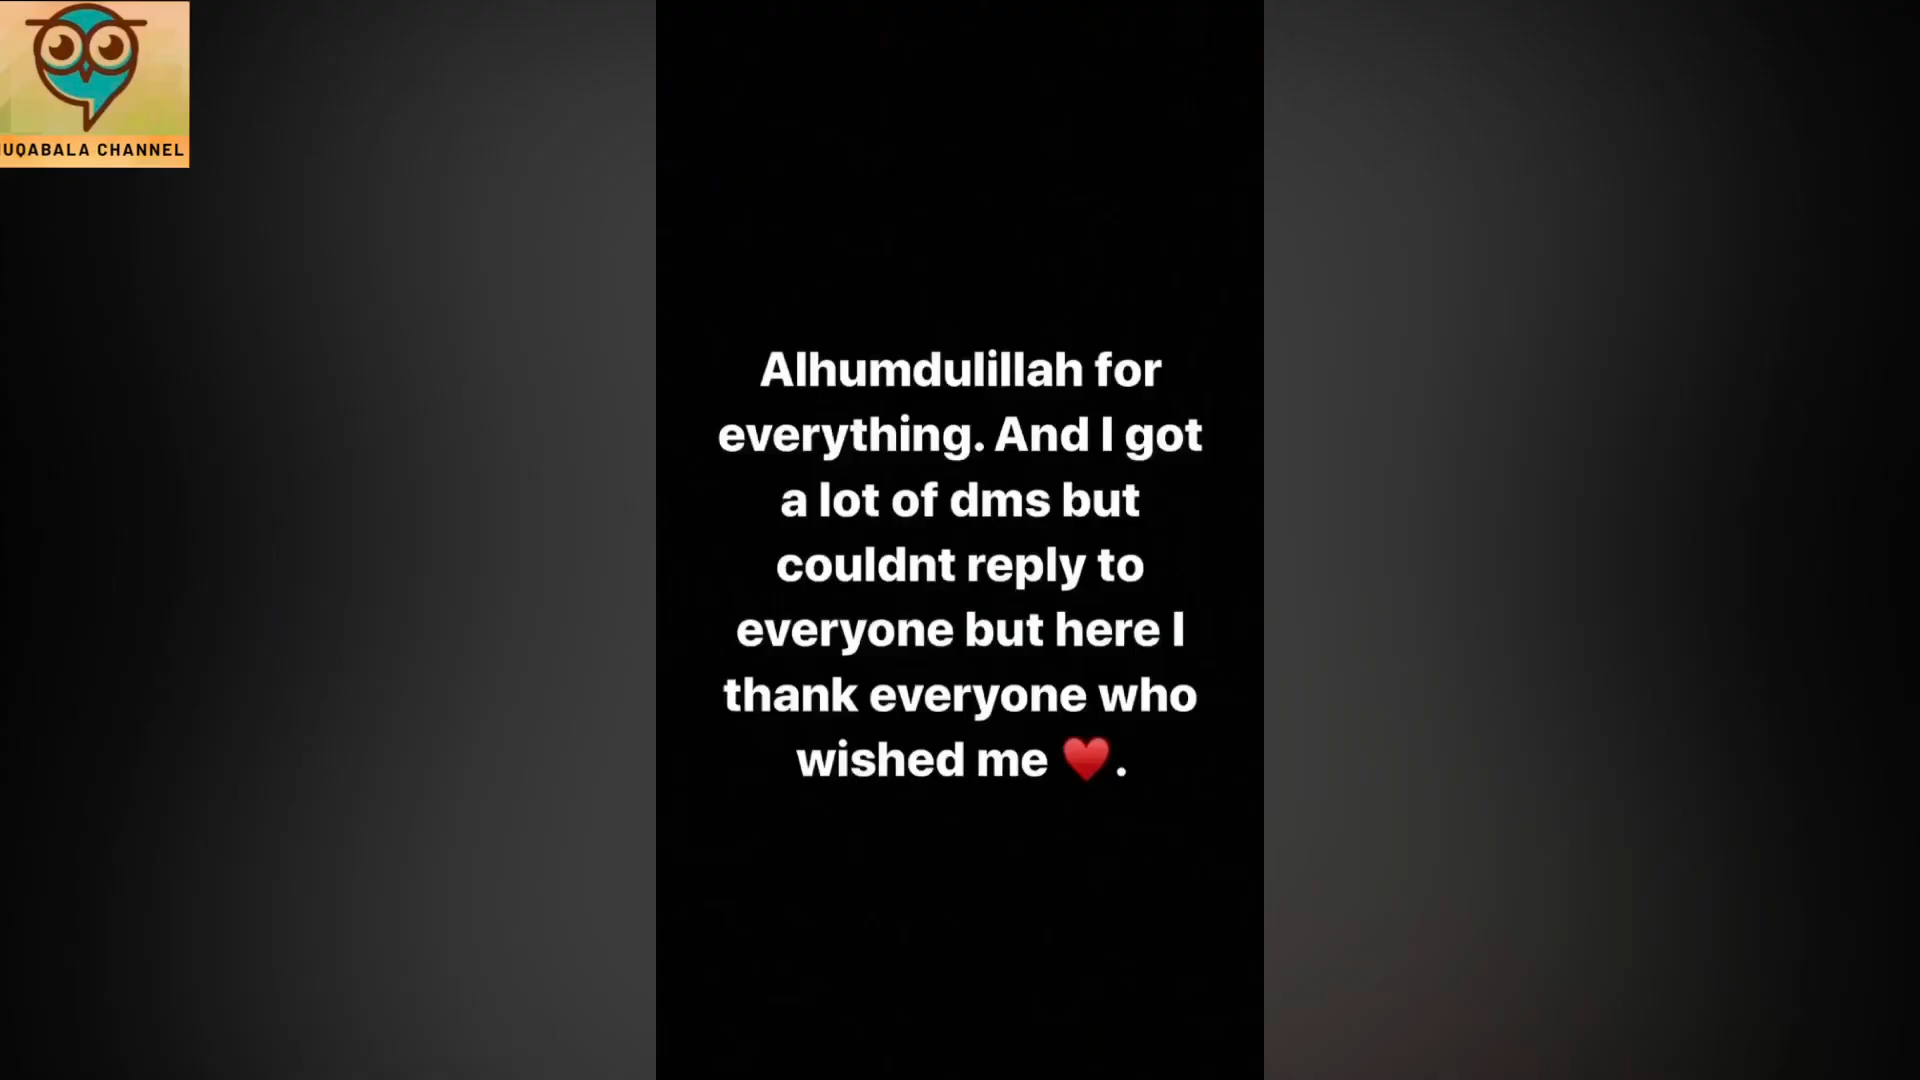 UQABALA CHANNEL
Alhumdulillah for
everything. And I got
a lot of dms but
couldnt reply to
everyone but here I
thank everyone who
wished me ♥️.